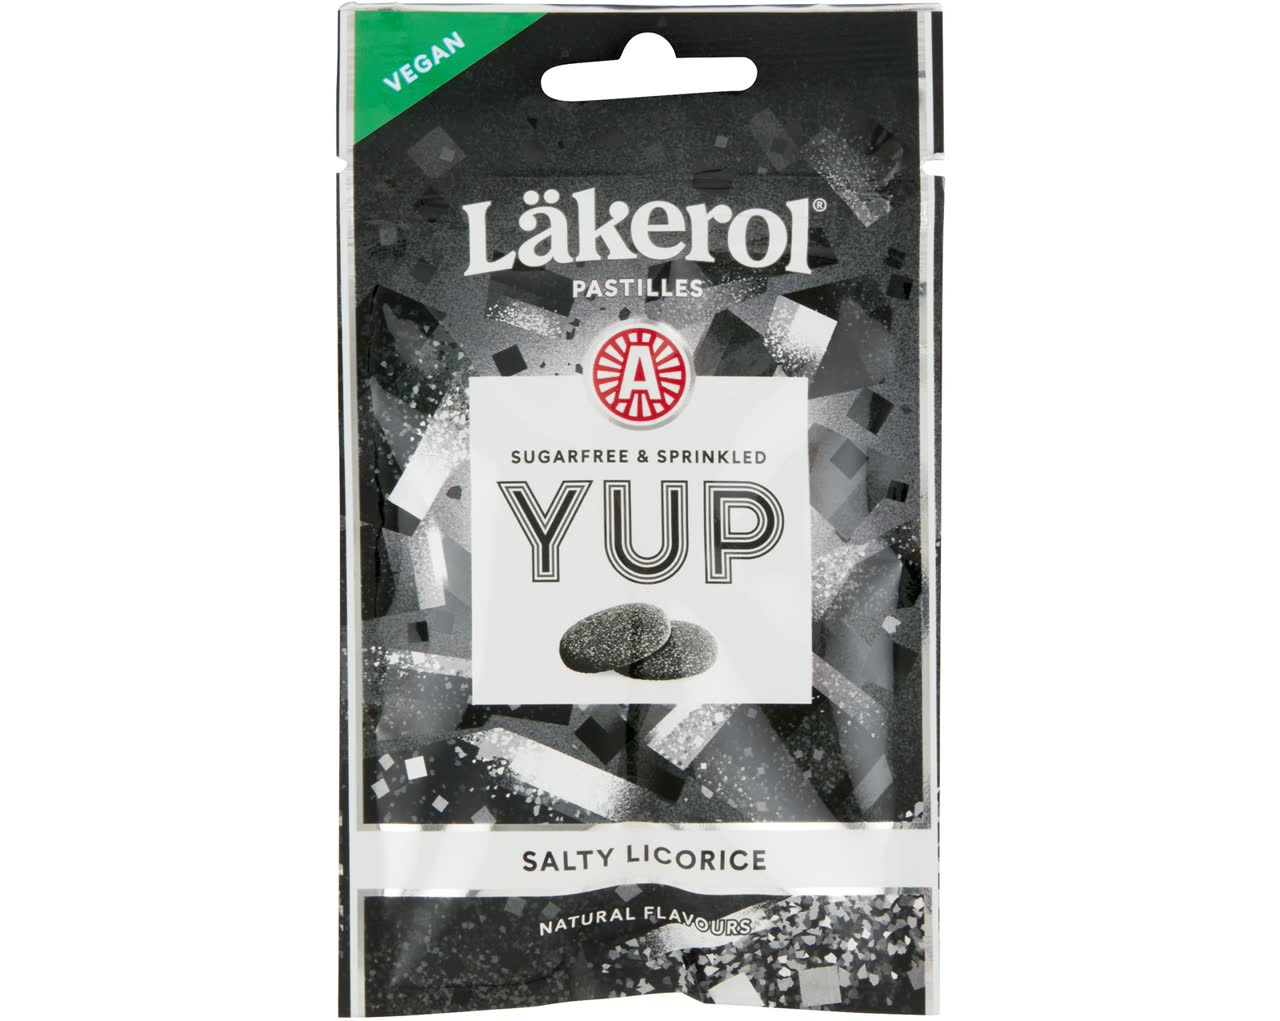 VEGAN
Läkerol®
PASTILLES
A
SUGARFREE & SPRINKLED
YUP
SALTY LICORICE
NATURAL FLAVOURS